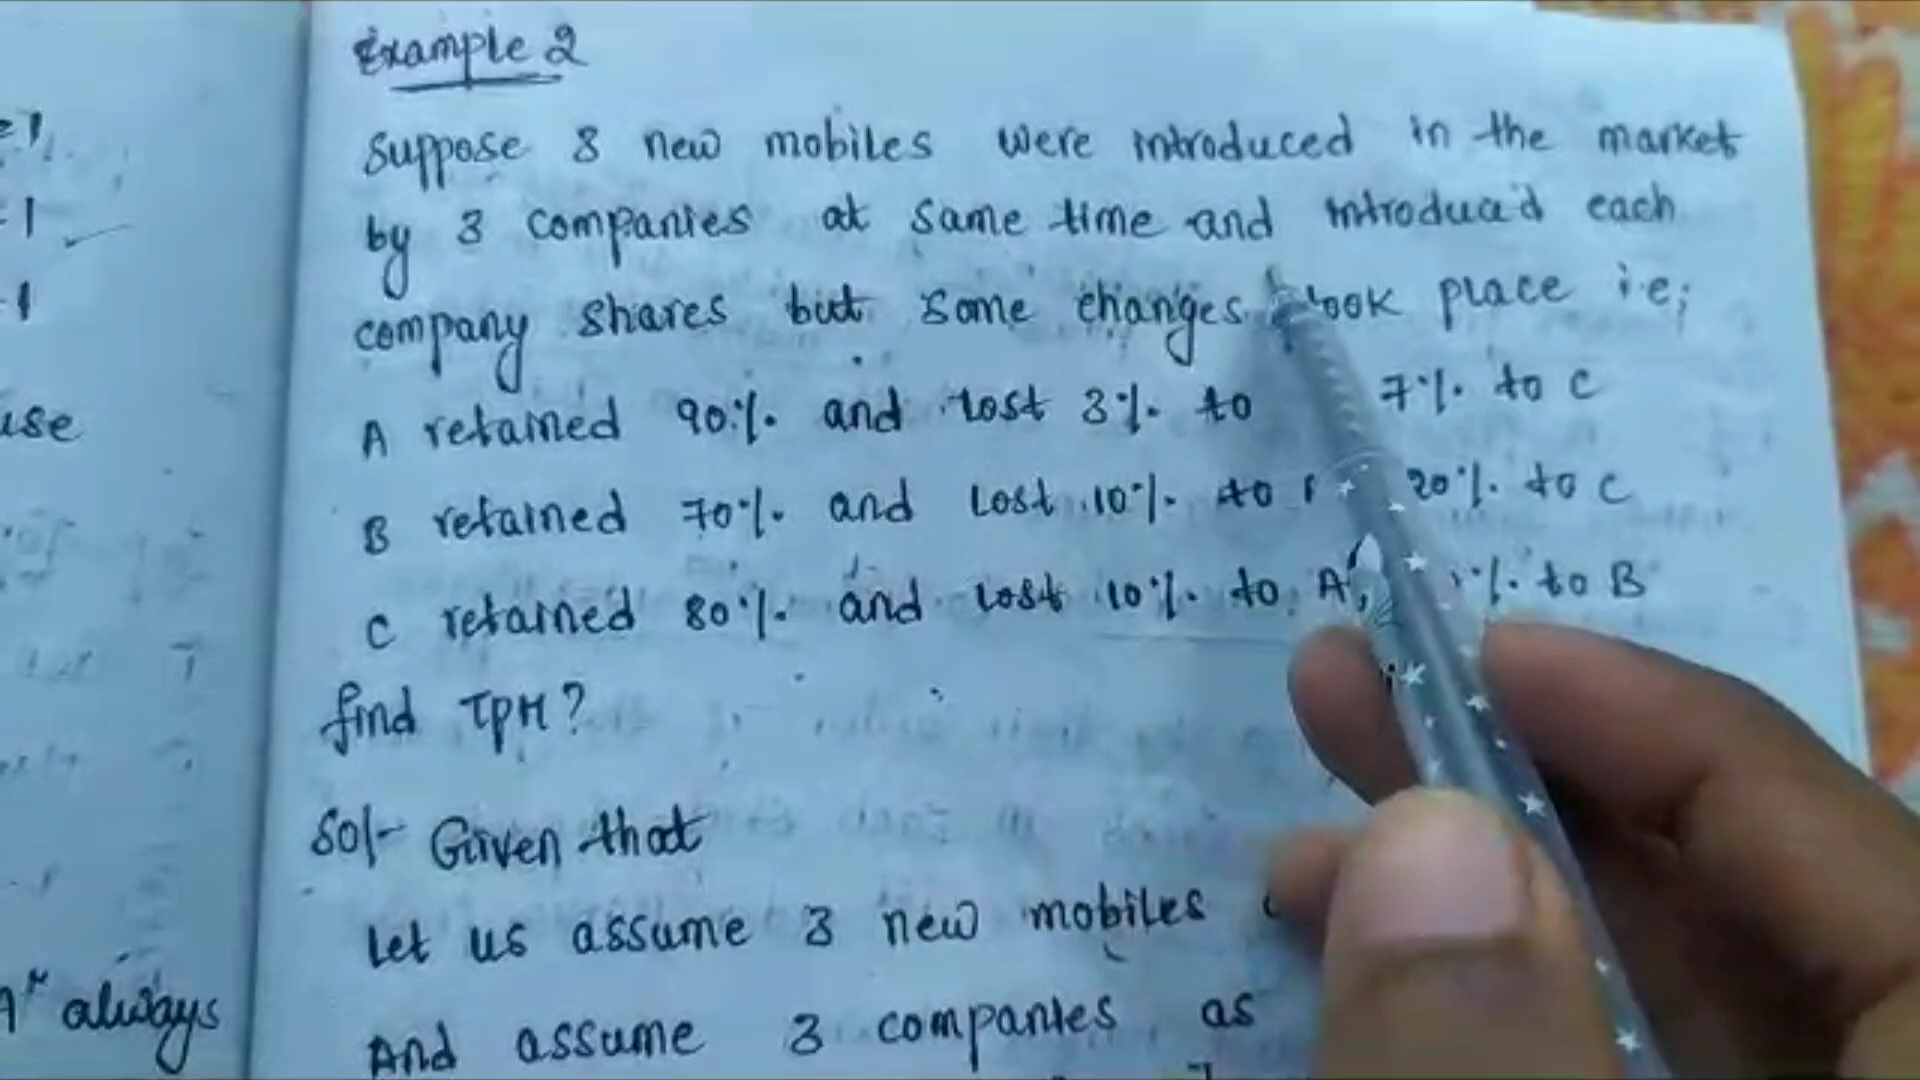 Example 2
Suppose 3 new mobiles were introduced in the market
by 3 companies at same time and introduced each
company shares but some changes took place i.e;
A retained 90%. and lost 3%. to 7%. to C
B retained 70%. and lost 10%. to 20%. to C
C retained 80%. and lost 10%. to A, %. to B
find TPM?
Sol- Given that
Let us assume 3 new mobiles
And assume 3 companies as
1
-1
-1
use
always